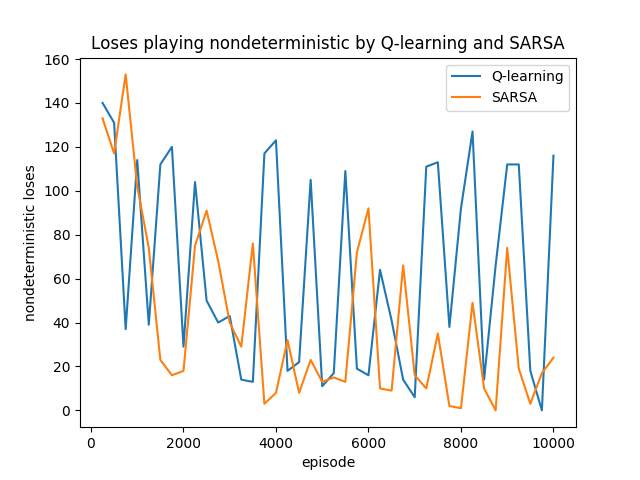 Loses playing nondeterministic by Q-learning and SARSA
Q-learning
SARSA
nondeterministic loses
160
140
120
100
80
60
40
20
0
0 2000 4000 6000 8000 10000
episode